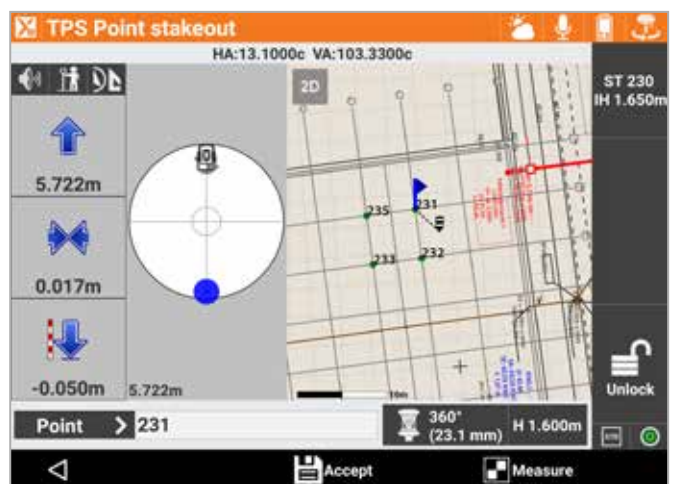 TPS Point stakeout
HA:13.1000c VA:103.3300c
2D
ST 230
IH 1.650m
5.722m
235
231
233
232
0.017m
-0.050m
5.722m
10m
Unlock
Point
231
360°
(23.1 mm)
H 1.600m
Accept
Measure